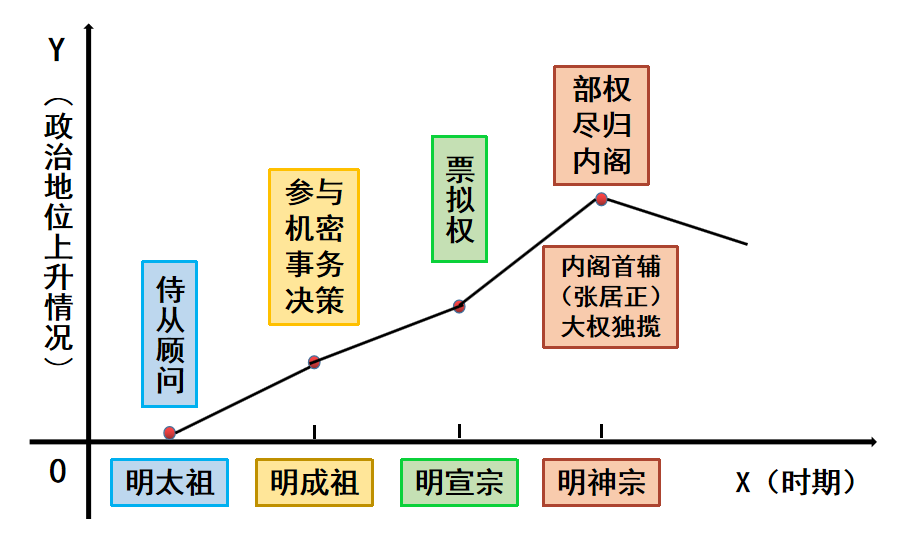 Y
（政治地位上升情况）
侍从顾问
参与
机密
事务
决策
票拟权
部权
尽归
内阁
内阁首辅
（张居正）
大权独揽
0
明太祖
明成祖
明宣宗
明神宗
X（时期）